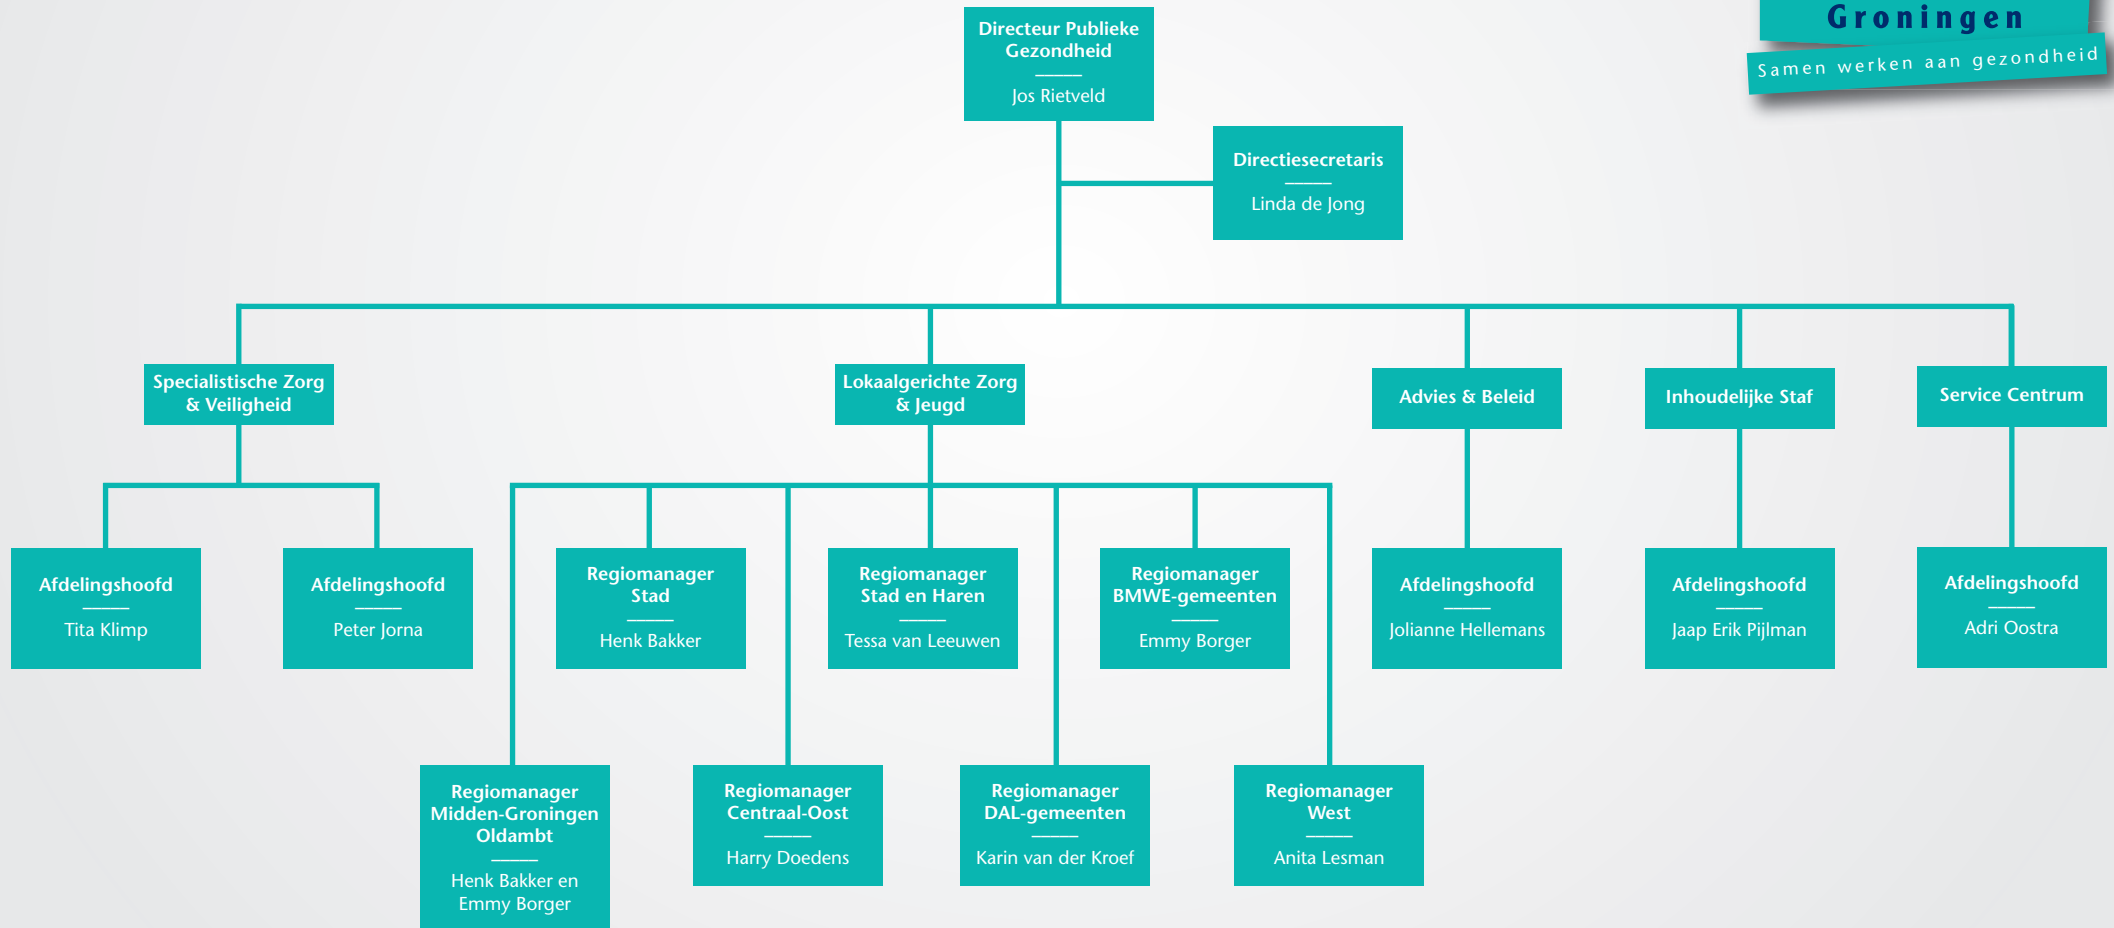 Groningen
Samen werken aan gezondheid
Directeur Publieke
Gezondheid
Jos Rietveld
Directiesecretaris
Linda de Jong
Specialistische Zorg
& Veiligheid
Lokaalgerichte Zorg
& Jeugd
Advies & Beleid
Inhoudelijke Staf
Service Centrum
Afdelingshoofd
Tita Klimp
Afdelingshoofd
Peter Jorna
Regiomanager
Stad
Henk Bakker
Regiomanager
Stad en Haren
Tessa van Leeuwen
Regiomanager
BMWE-gemeenten
Emmy Borger
Afdelingshoofd
Jolianne Hellemans
Afdelingshoofd
Jaap Erik Pijlman
Afdelingshoofd
Adri Oostra
Regiomanager
Midden-Groningen
Oldambt
Henk Bakker en
Emmy Borger
Regiomanager
Centraal-Oost
Harry Doedens
Regiomanager
DAL-gemeenten
Karin van der Kroef
Regiomanager
West
Anita Lesman